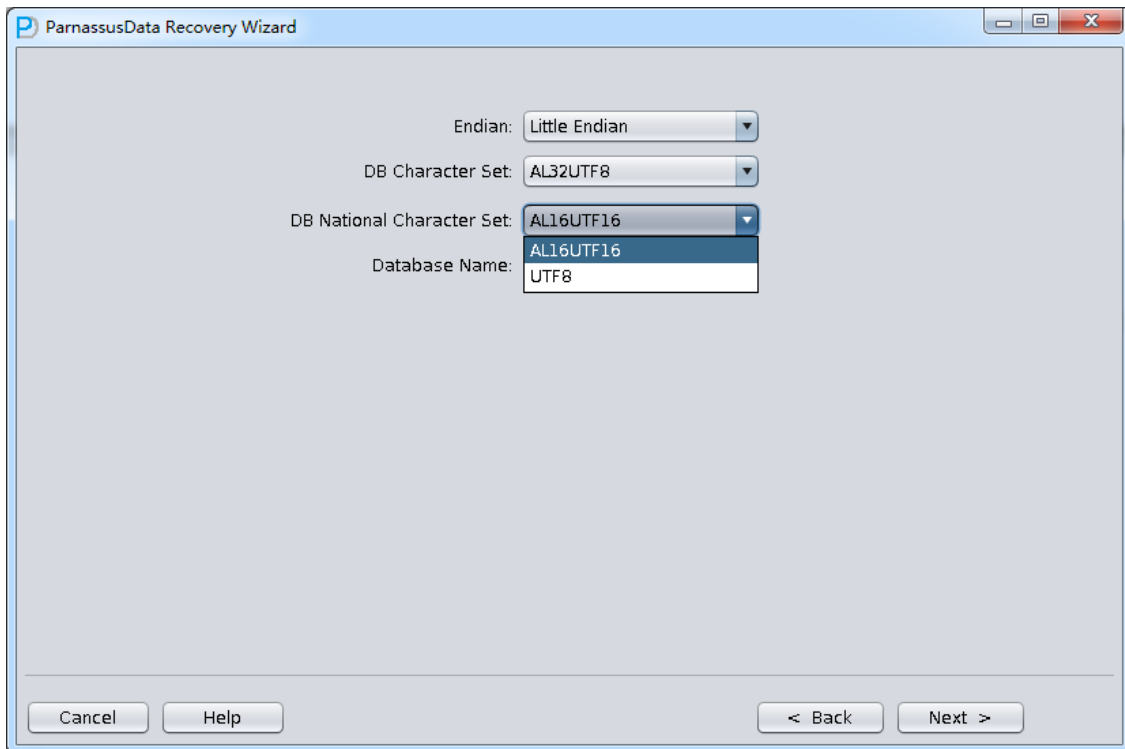 ParnassusData Recovery Wizard
Endian: Little Endian
DB Character Set: AL32UTF8
DB National Character Set: AL16UTF16
AL16UTF16
Database Name:
UTF8
Cancel Help < Back Next >